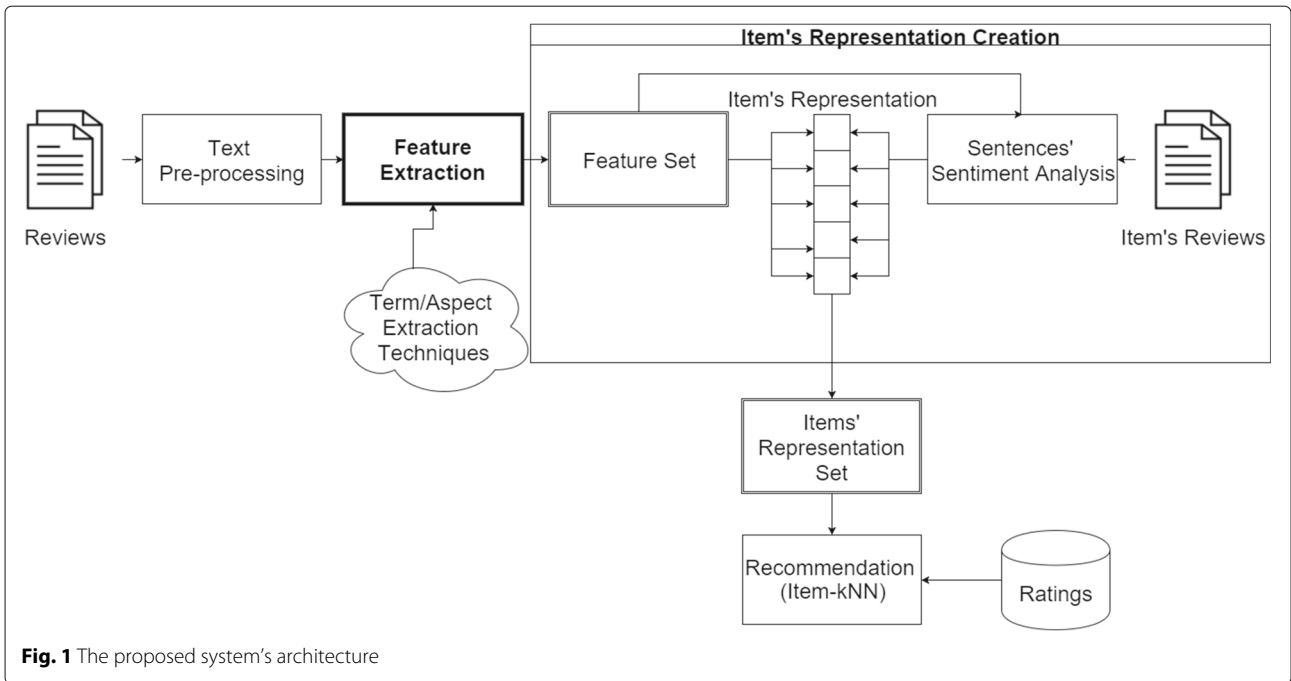 Item's Representation Creation
Reviews
Text
Pre-processing
Feature
Extraction
Term/Aspect
Extraction
Techniques
Feature Set
Item's Representation
Sentences'
Sentiment Analysis
Item's Reviews
Items'
Representation
Set
Recommendation
(Item-kNN)
Ratings
Fig. 1 The proposed system’s architecture